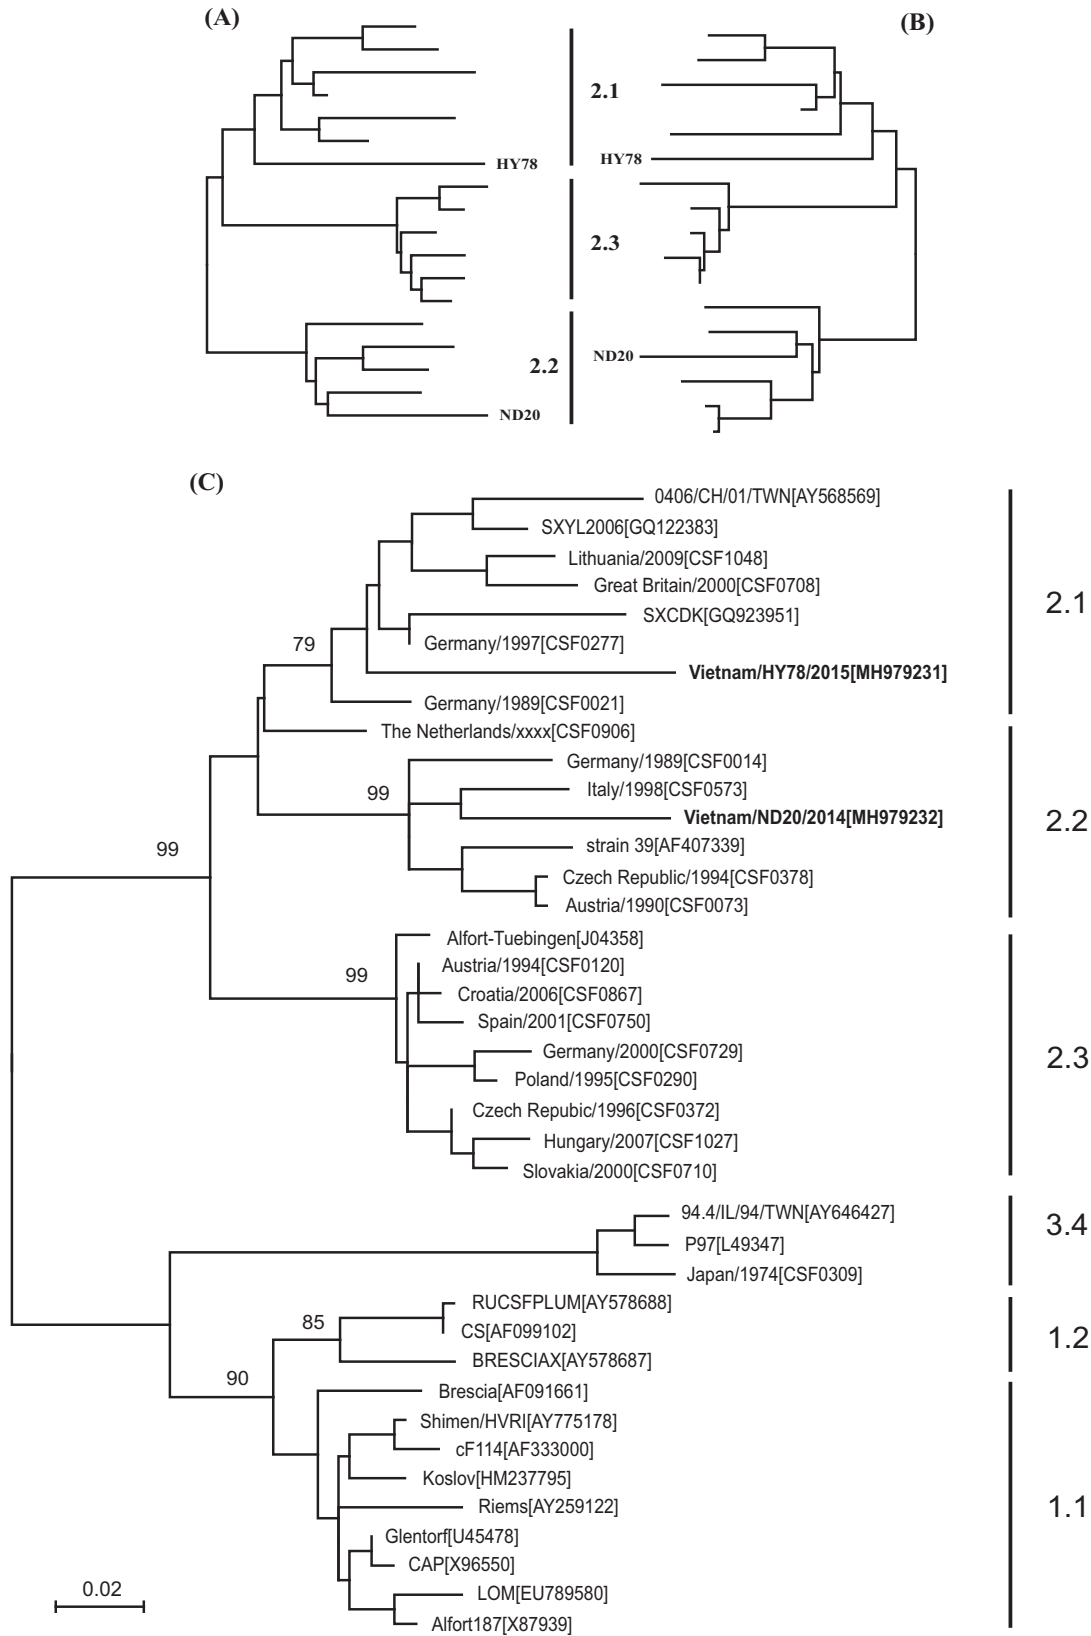 (A)
(B)
2.1
HY78
HY78
2.3
2.2
ND20
ND20
(C)
0406/CH/01/TWN[AY568569]
SXYL2006[GQ122383]
Lithuania/2009[CSF1048]
Great Britain/2000[CSF0708]
2.1
SXCDK[GQ923951]
79
Germany/1997[CSF0277]
Vietnam/HY78/2015[MH979231]
Germany/1989[CSF0021]
The Netherlands/xxxx[CSF0906]
Germany/1989[CSF0014]
Italy/1998[CSF0573]
99
Vietnam/ND20/2014[MH979232]
2.2
strain 39[AF407339]
99
Czech Republic/1994[CSF0378]
Austria/1990[CSF0073]
Alfort-Tuebingen[J04358]
Austria/1994[CSF0120]
99
Croatia/2006[CSF0867]
Spain/2001[CSF0750]
Germany/2000[CSF0729]
2.3
Poland/1995[CSF0290]
Czech Repubic/1996[CSF0372]
Hungary/2007[CSF1027]
Slovakia/2000[CSF0710]
94.4/IL/94/TWN[AY646427]
3.4
P97[L49347]
Japan/1974[CSF0309]
RUCSFPLUM[AY578688]
85
CS[AF099102]
1.2
BRESCIAX[AY578687]
90
Brescia[AF091661]
Shimen/HVRI[AY775178]
cF114[AF333000]
Koslov[HM237795]
Riems[AY259122]
1.1
Glentorf[U45478]
CAP[X96550]
0.02
LOM[EU789580]
Alfort187[X87939]